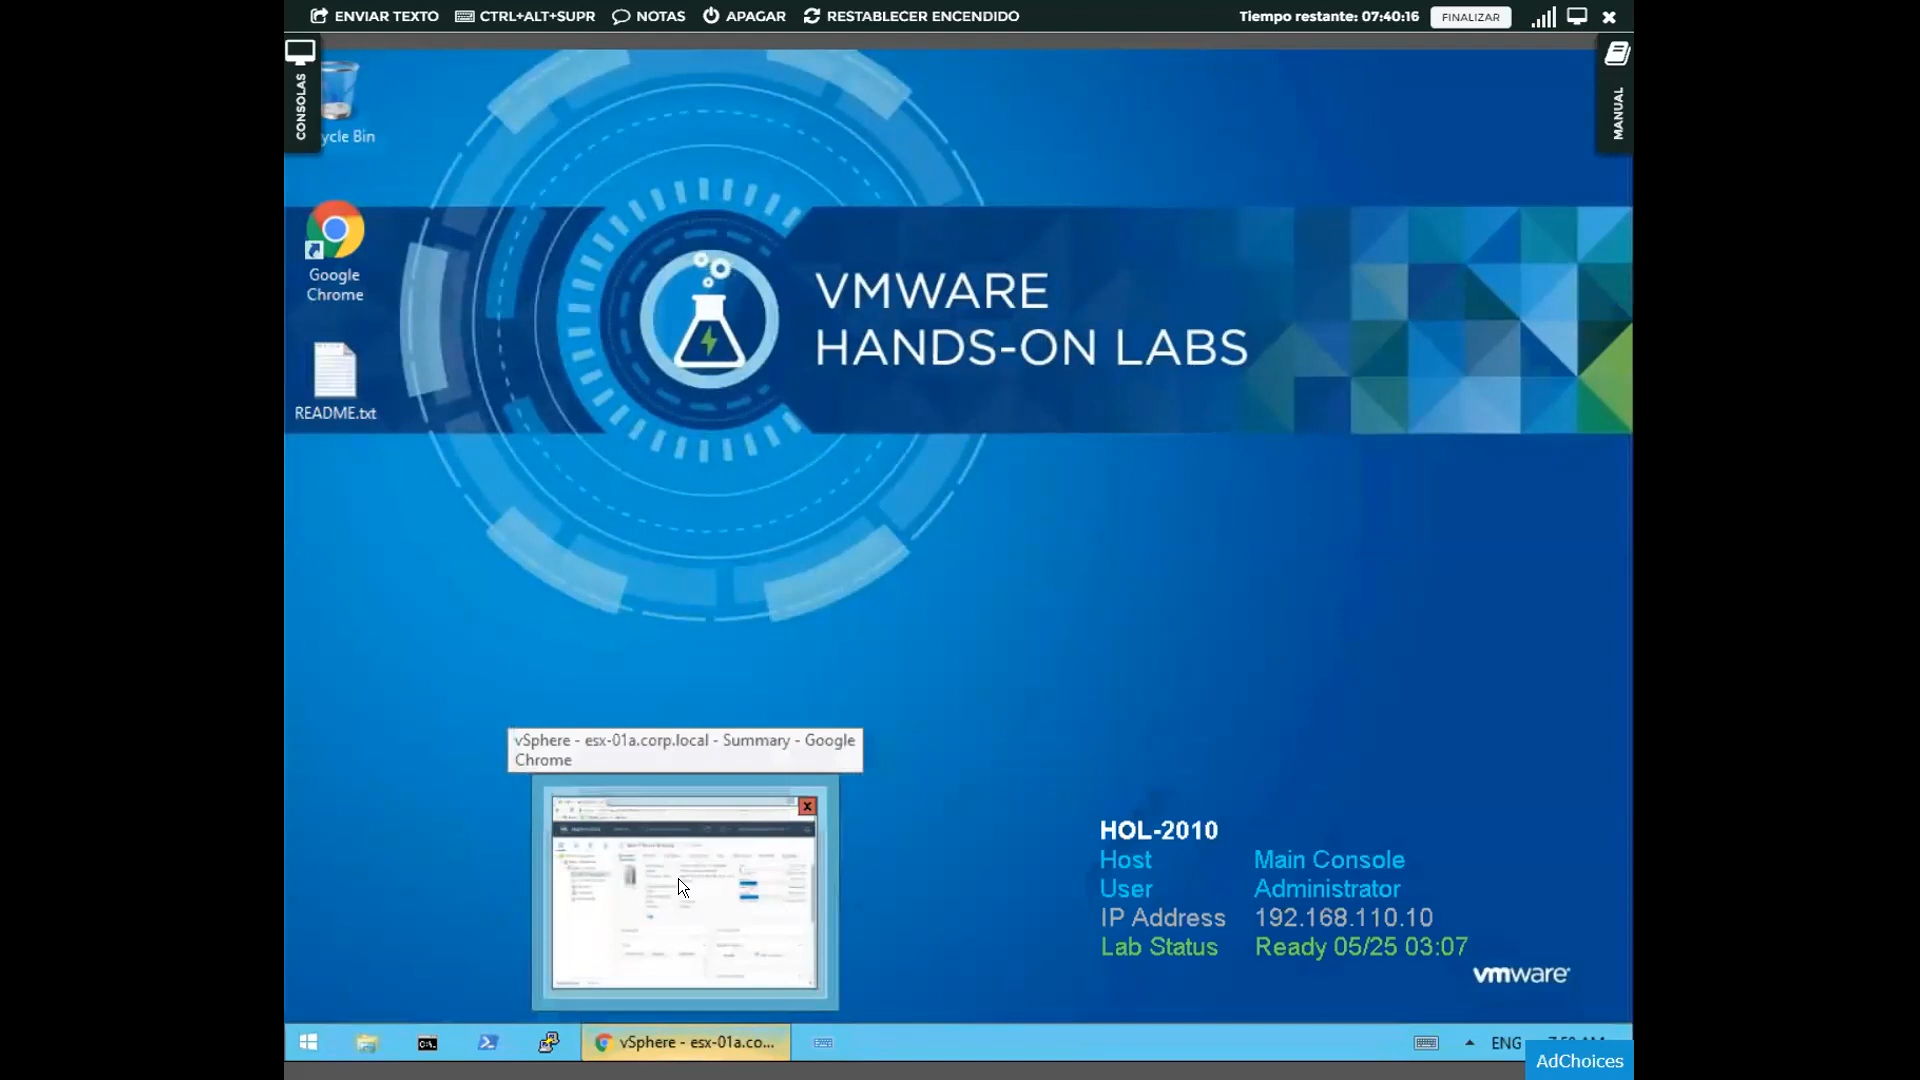 ENVIAR TEXTO CTRL+ALT+SUPR NOTAS APAGAR RESTABLECER ENCENDIDO Tiempo restante: 07:40:16 FINALIZAR
CONSOLAS
MANUAL
ycle Bin
Google
Chrome
README.txt
VMWARE
HANDS-ON LABS
vSphere - esx-01a.corp.local - Summary - Google
Chrome
HOL-2010
Host Main Console
User Administrator
IP Address 192.168.110.10
Lab Status Ready 05/25 03:07
vmware
vSphere - esx-01a.co...
ENG
AdChoices